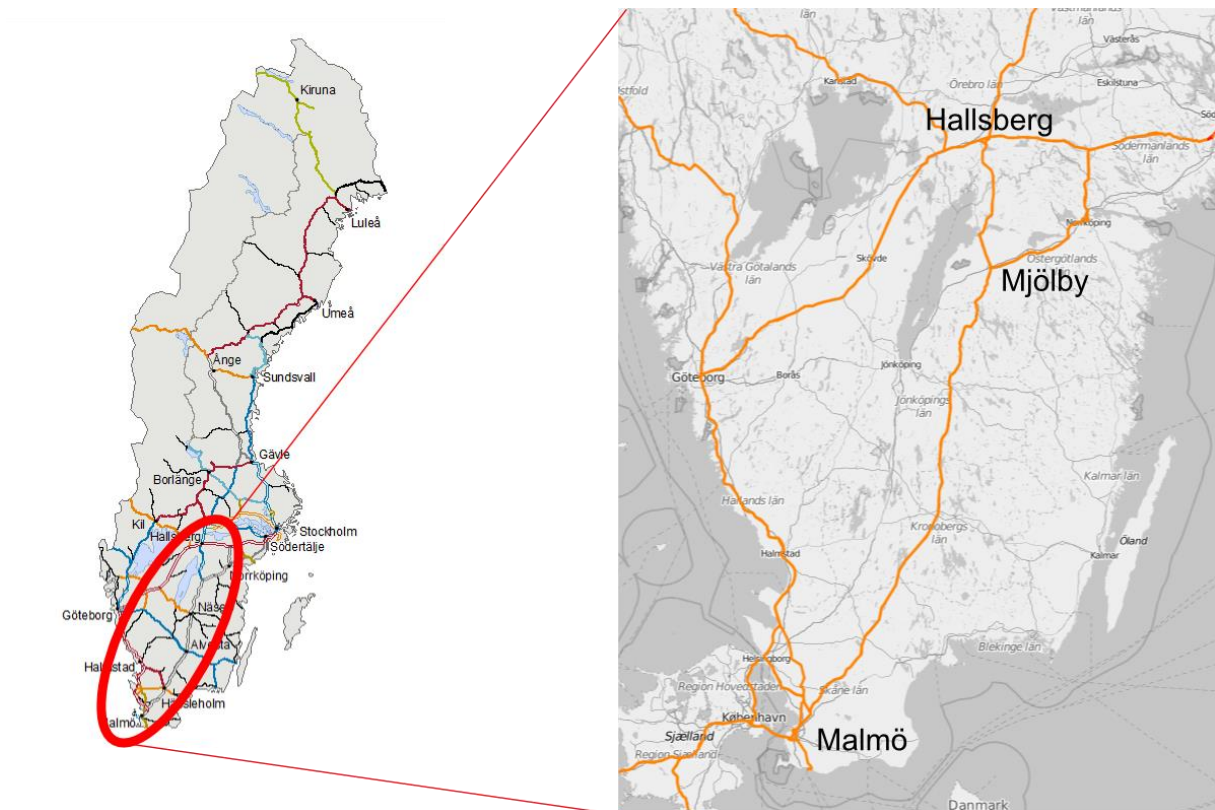 Kiruna
Luleå
Umeå
Ånge
Sundsvall
Gävle
Borlänge
Kil
Stockholm
Hallsberg
Södertälje
Norrköping
Göteborg
Alvesta
Halmstad
Hässleholm
Malmö
län
län
Västerås
Karlstad
Örebro län
Eskilstuna
Hallsberg
Södermanlands
län
Norrköping
Västra Götalands
län
Skövde
Östergötlands
län
Mjölby
Göteborg
Borås
Jönköping
Jönköpings
län
Kalmar län
Hallands län
Kronobergs
län
Halmstad
Kalmar
Öland
Blekinge län
Helsingborg
Region Hovedstaden
Skåne län
København
Sjælland
Malmö
Region Sjælland
Danmark